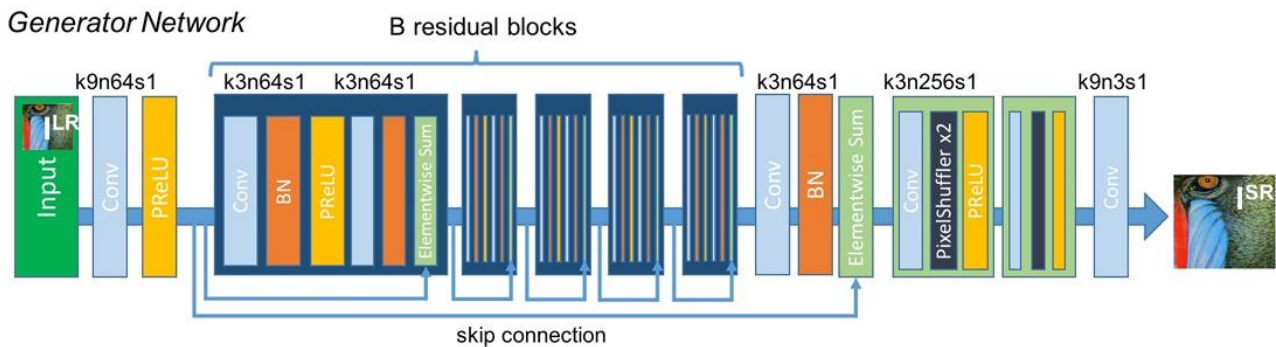 Generator Network
B residual blocks
k9n64s1
k3n64s1
k3n64s1
k3n64s1
k3n256s1
k9n3s1
I LR
Input
Conv
PReLU
Conv
BN
PReLU
Elementwise Sum
Conv
BN
Elementwise Sum
Conv
PixelShuffler x2
PReLU
Conv
I SR
skip connection